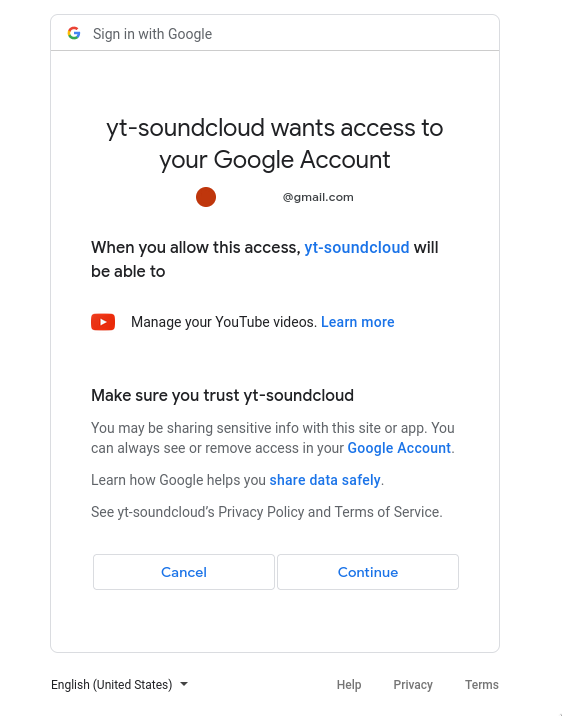 Sign in with Google
yt-soundcloud wants access to
your Google Account
@gmail.com
When you allow this access, yt-soundcloud will
be able to
Manage your YouTube videos. Learn more
Make sure you trust yt-soundcloud
You may be sharing sensitive info with this site or app. You
can always see or remove access in your Google Account.
Learn how Google helps you share data safely.
See yt-soundcloud’s Privacy Policy and Terms of Service.
Cancel Continue
English (United States) Help Privacy Terms